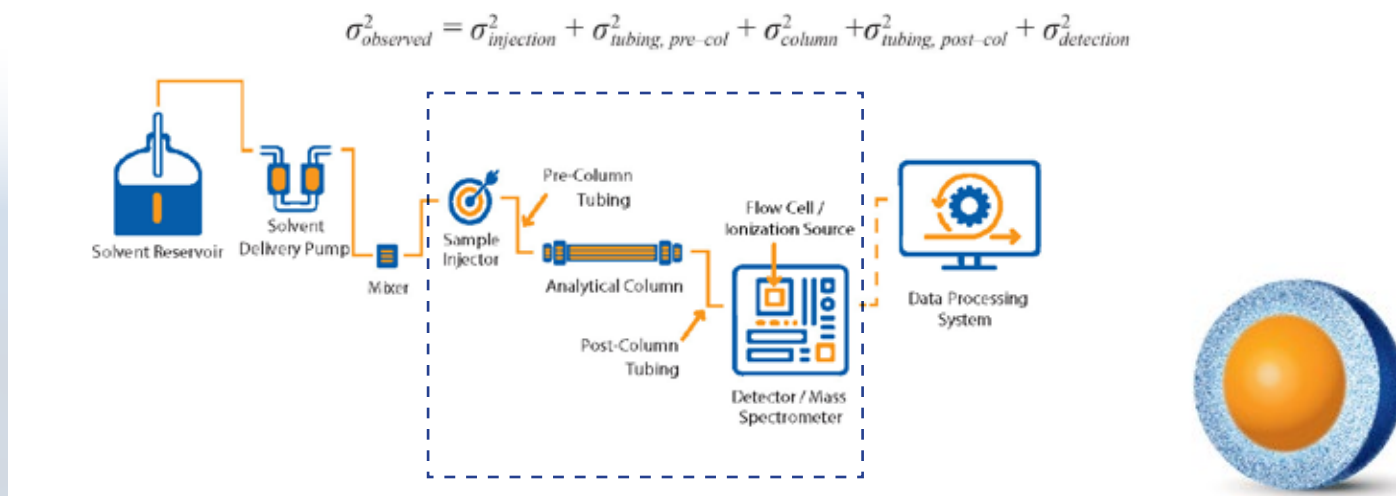 σ²observed = σ²injection + σ²tubing, pre–col + σ²column +σ²tubing, post–col + σ²detection
Pre-Column
Tubing
Flow Cell /
Ionization Source
Solvent Reservoir
Solvent
Delivery Pump
Mixer
Sample
Injector
Analytical Column
Post-Column
Tubing
Detector / Mass
Spectrometer
Data Processing
System